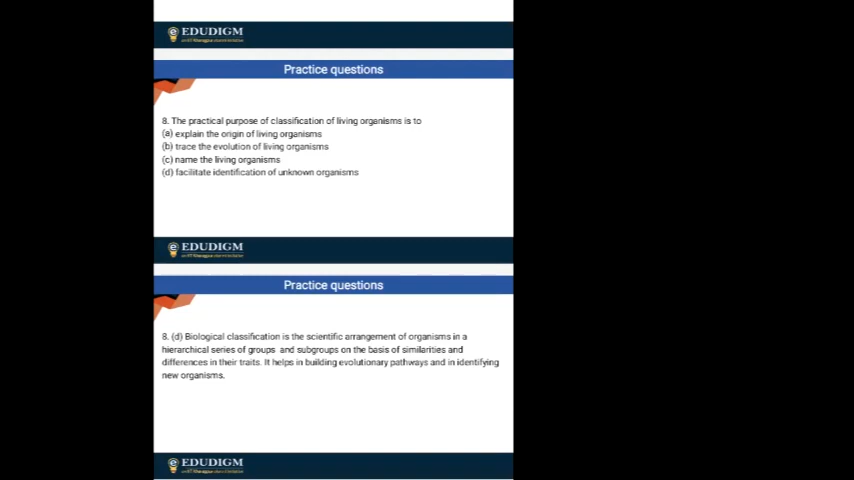 EDUDIGM
Practice questions
8. The practical purpose of classification of living organisms is to
(a) explain the origin of living organisms
(b) trace the evolution of living organisms
(c) name the living organisms
(d) facilitate identification of unknown organisms
EDUDIGM
Practice questions
8. (d) Biological classification is the scientific arrangement of organisms in a
hierarchical series of groups and subgroups on the basis of similarities and
differences in their traits. It helps in building evolutionary pathways and in identifying
new organisms.
EDUDIGM